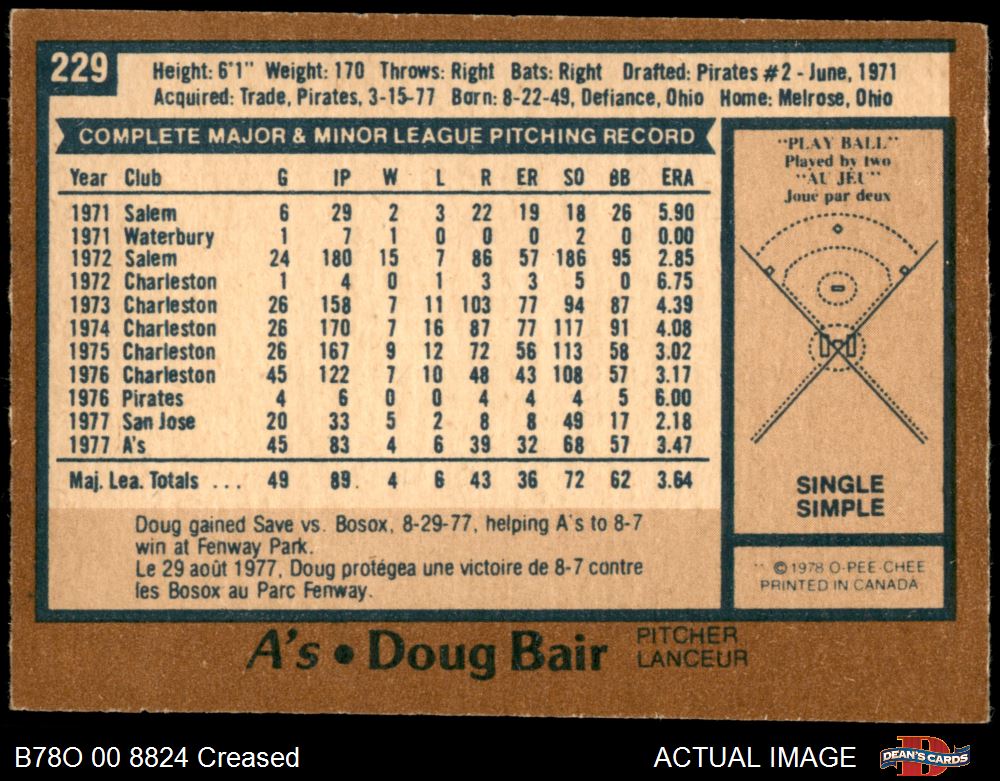 229
Height: 6'1" Weight: 170 Throws: Right Bats: Right Drafted: Pirates #2 - June, 1971
Acquired: Trade, Pirates, 3-15-77 Born: 8-22-49, Defiance, Ohio Home: Melrose, Ohio
COMPLETE MAJOR & MINOR LEAGUE PITCHING RECORD
Year Club G IP W L R ER SO BB ERA
1971 Salem 6 29 2 3 22 19 18 26 5.90
1971 Waterbury 1 7 1 0 0 0 2 0 0.00
1972 Salem 24 180 15 7 86 57 186 95 2.85
1972 Charleston 1 4 0 1 3 3 5 0 6.75
1973 Charleston 26 158 7 11 103 77 94 87 4.39
1974 Charleston 26 170 7 16 87 77 117 91 4.08
1975 Charleston 26 167 9 12 72 56 113 58 3.02
1976 Charleston 45 122 7 10 48 43 108 57 3.17
1976 Pirates 4 6 0 0 4 4 4 5 6.00
1977 San Jose 20 33 5 2 8 8 49 17 2.18
1977 A's 45 83 4 6 39 32 68 57 3.47
Maj. Lea. Totals ... 49 89. 4 6 43 36 72 62 3.64
Doug gained Save vs. Bosox, 8-29-77, helping A's to 8-7
win at Fenway Park.
Le 29 août 1977, Doug protégea une victoire de 8-7 contre
les Bosox au Parc Fenway.
"PLAY BALL"
Played by two
"AU JEU"
Joué par deux
SINGLE
SIMPLE
** © 1978 O-PEE-CHEE
PRINTED IN CANADA
A's • Doug Bair
PITCHER
LANCEUR
B78O 00 8824 Creased
ACTUAL IMAGE
DEAN'S CARDS